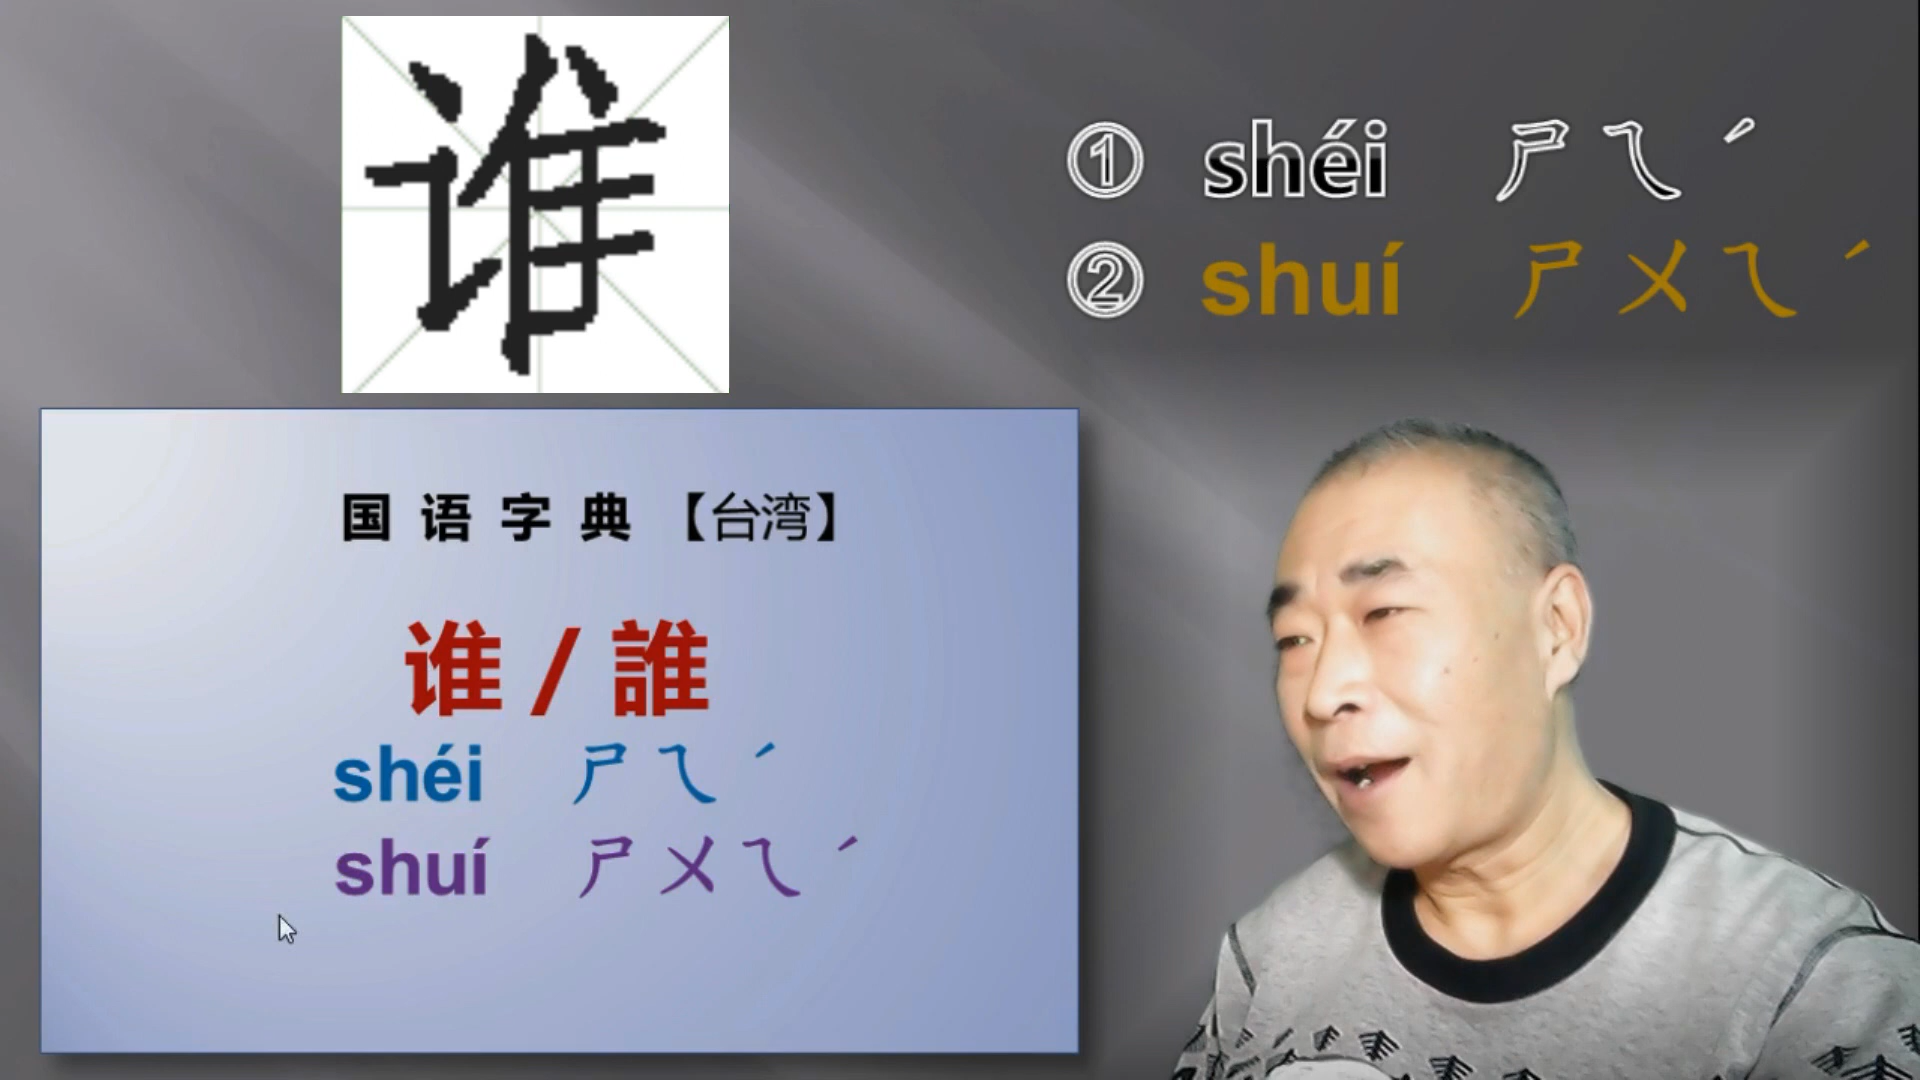 谁
① shéi ㄕㄟˊ
② shuí ㄕㄨㄟˊ
国语字典【台湾】
谁 / 誰
shéi ㄕㄟˊ
shuí ㄕㄨㄟˊ